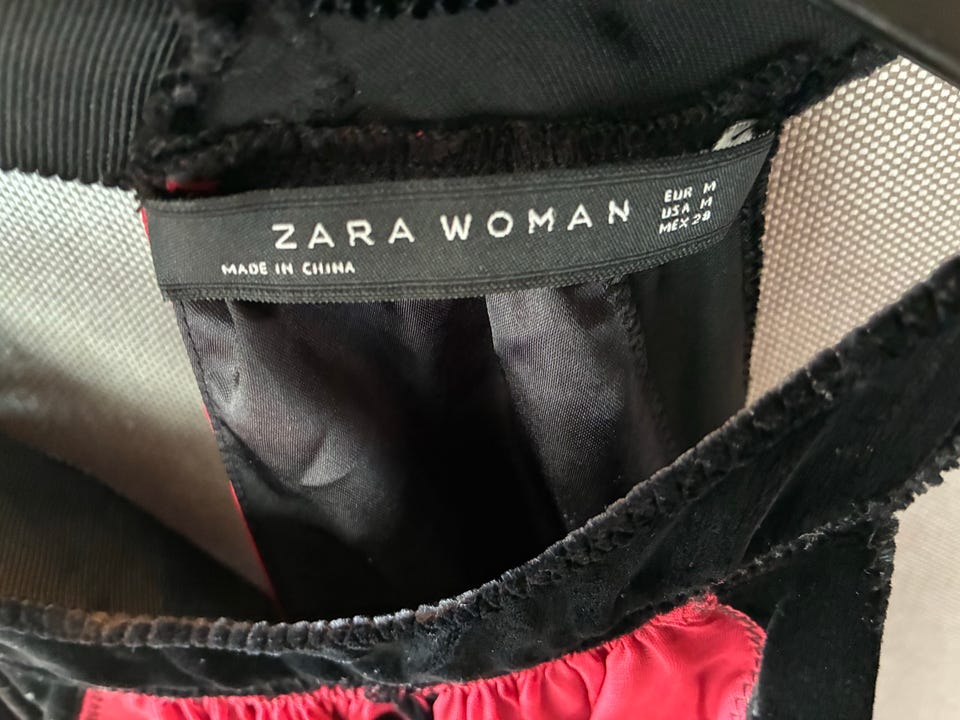 ZARA WOMAN
EUR M
USA M
MEX 28
MADE IN CHINA